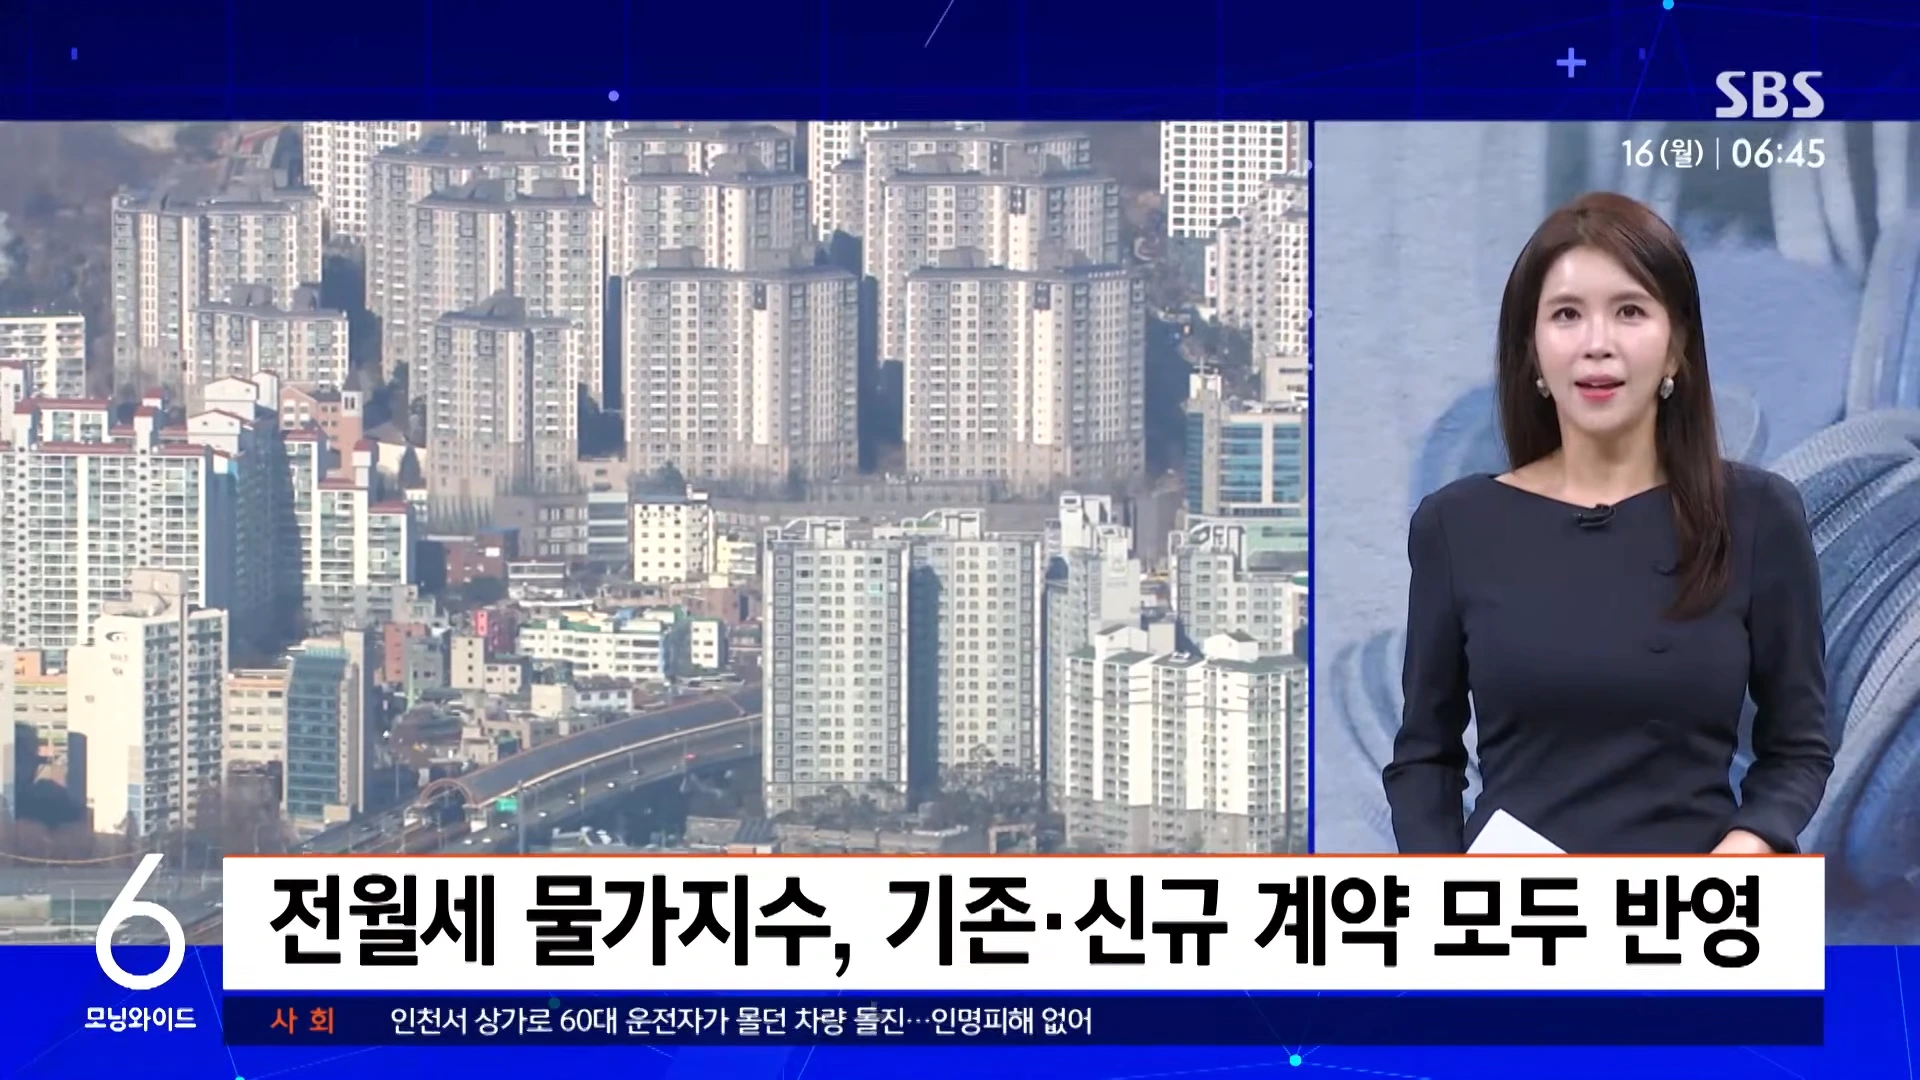 SBS
16(월) | 06:45
전월세 물가지수, 기존·신규 계약 모두 반영
6
모닝와이드
사회 인천서 상가로 60대 운전자가 몰던 차량 돌진…인명피해 없어